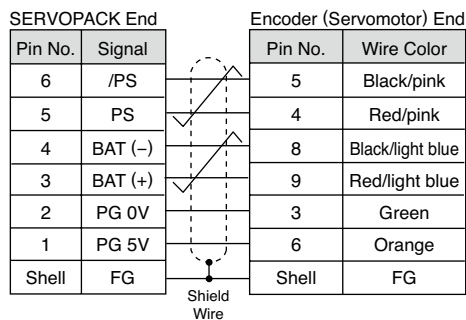 SERVOPACK End
Encoder (Servomotor) End
Pin No. Signal Pin No. Wire Color
6 /PS 5 Black/pink
5 PS 4 Red/pink
4 BAT (−) 8 Black/light blue
3 BAT (+) 9 Red/light blue
2 PG 0V 3 Green
1 PG 5V 6 Orange
Shell FG Shell FG
Shield
Wire